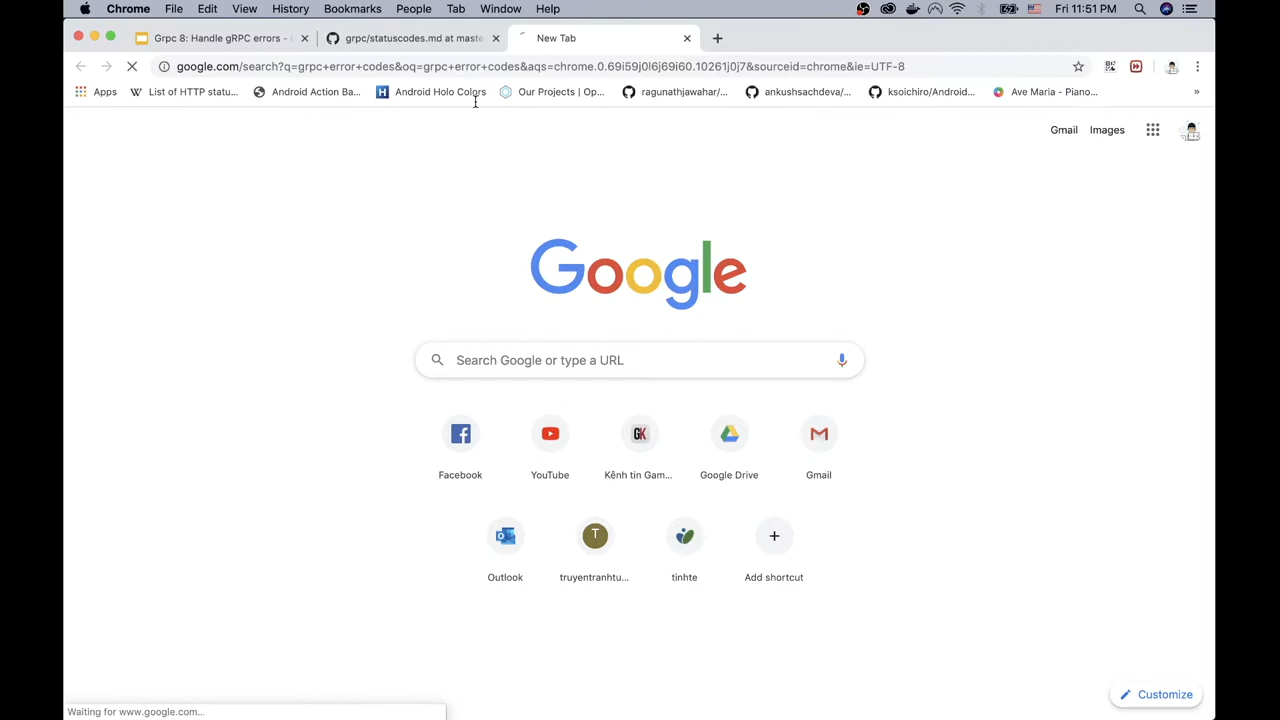 Chrome File Edit View History Bookmarks People Tab Window Help Fri 11:51 PM
Grpc 8: Handle gRPC errors - grpc/statuscodes.md at maste New Tab
google.com/search?q=grpc+error+codes&oq=grpc+error+codes&aqs=chrome.0.69i59j0l6j69i60.10261j0j7&sourceid=chrome&ie=UTF-8
Apps List of HTTP statu... Android Action Ba... Android Holo Colors Our Projects | Op... ragunathjawahar/... ankushsachdeva/... ksoichiro/Android... Ave Maria - Piano... »
Gmail Images
Google
Search Google or type a URL
GK
Facebook YouTube Kênh tin Gam... Google Drive Gmail
T
Outlook truyentranhtu... tinhte Add shortcut
Customize
Waiting for www.google.com...